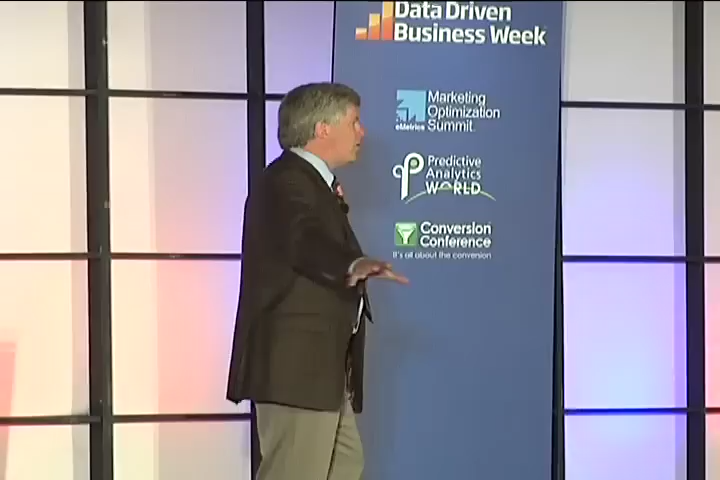 Data Driven
Business Week
Marketing
Optimization
Summit
eMetrics
Predictive
Analytics
WORLD
Conversion
Conference
It's all about the conversion